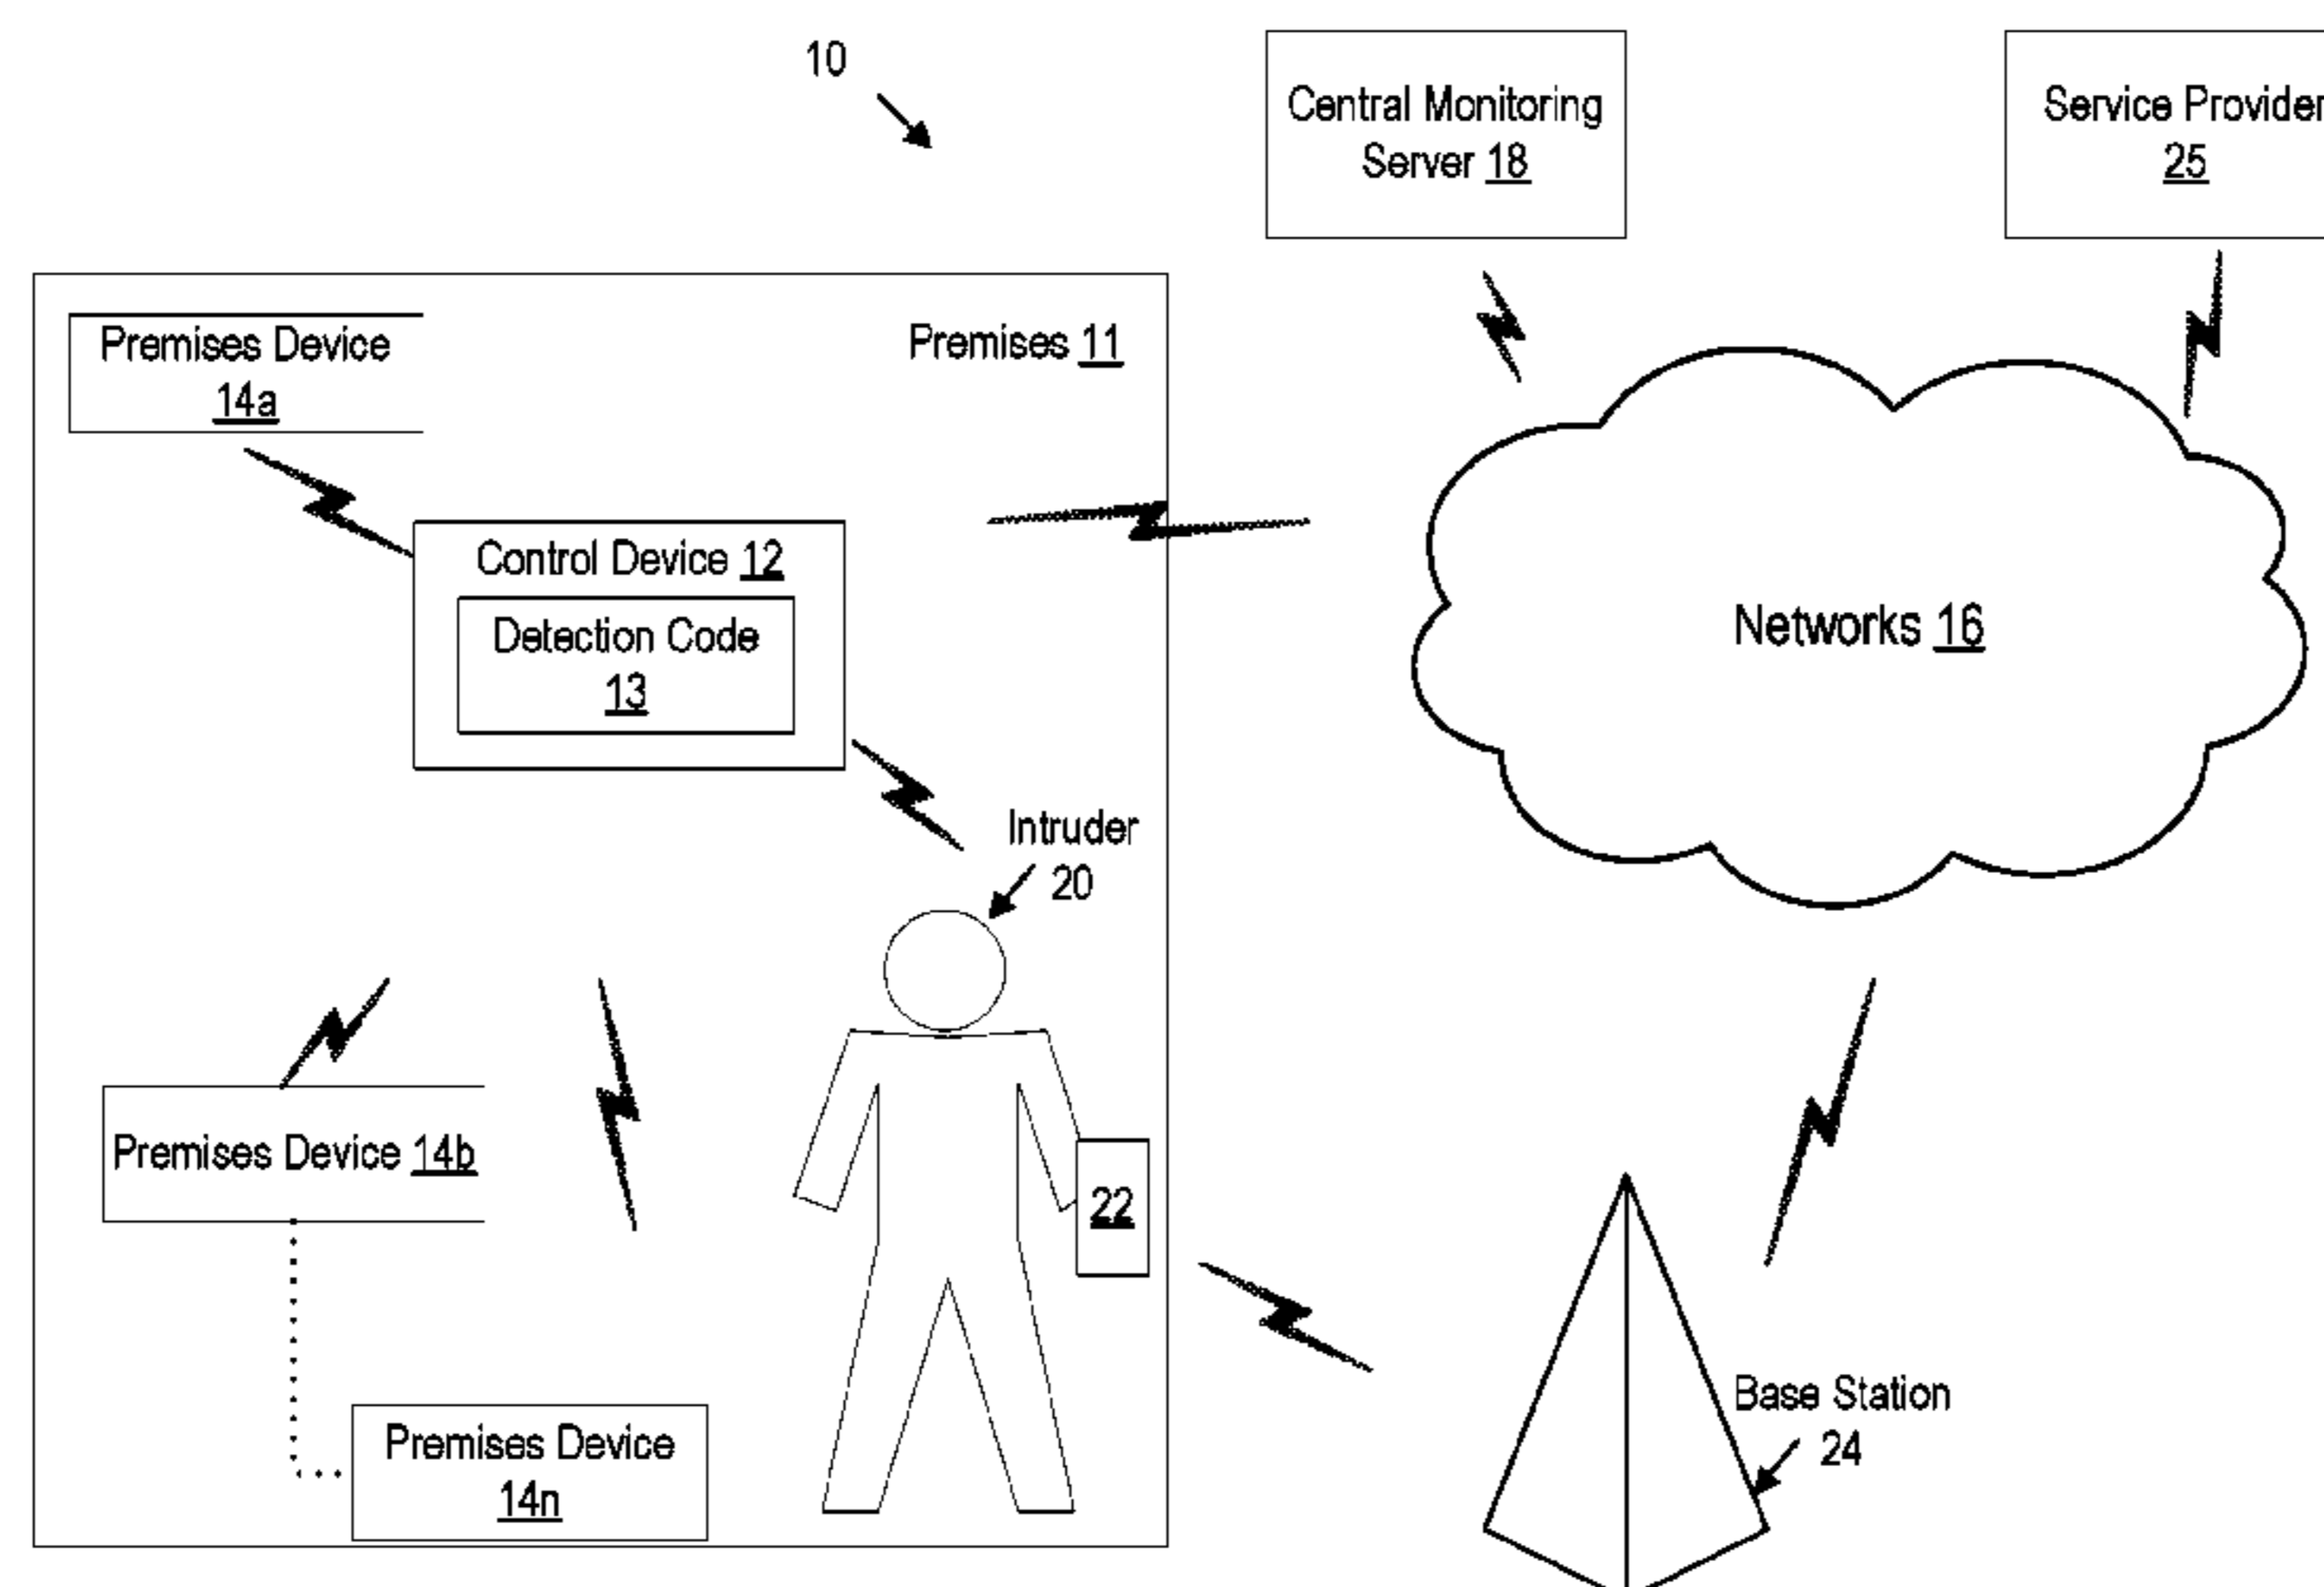 10
Central Monitoring
Server 18
Service Provider
25
Premises Device
14a
Premises 11
Control Device 12
Detection Code
13
Networks 16
Intruder
20
Premises Device 14b
22
Base Station
24
Premises Device
14n